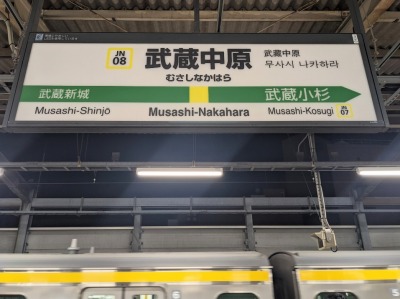 JN
08
武蔵中原
むさしなかはら
武蔵中原
무사시 나카하라
武蔵新城
武蔵小杉
Musashi-Shinjō
Musashi-Nakahara
Musashi-Kosugi
JN
07